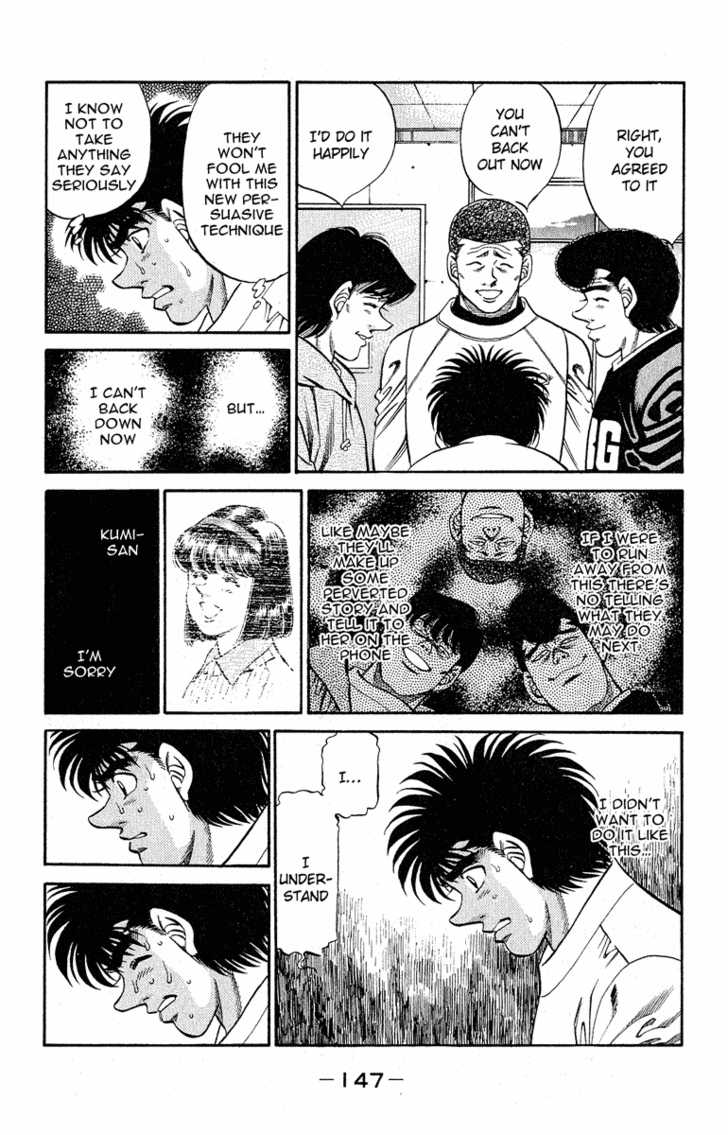 RIGHT,
YOU
AGREED
TO IT
YOU
CAN'T
BACK
OUT NOW
I'D DO IT
HAPPILY
BG
THEY
WON'T
FOOL ME
WITH THIS
NEW PER-
SUASIVE
TECHNIQUE
I KNOW
NOT TO
TAKE
ANYTHING
THEY SAY
SERIOUSLY
BUT...
I CAN'T
BACK
DOWN
NOW
IF I WERE
TO RUN
AWAY FROM
THIS THERE'S
NO TELLING
WHAT THEY
MAY DO
NEXT.
LIKE MAYBE
THEY'LL
MAKE UP
SOME
PERVERTED
STORY AND
TELL IT TO
HER ON THE
PHONE
KUMI-
SAN
I'M
SORRY
I DIDN'T
WANT TO
DO IT LIKE
THIS...
I...
I
UNDER-
STAND
-147-